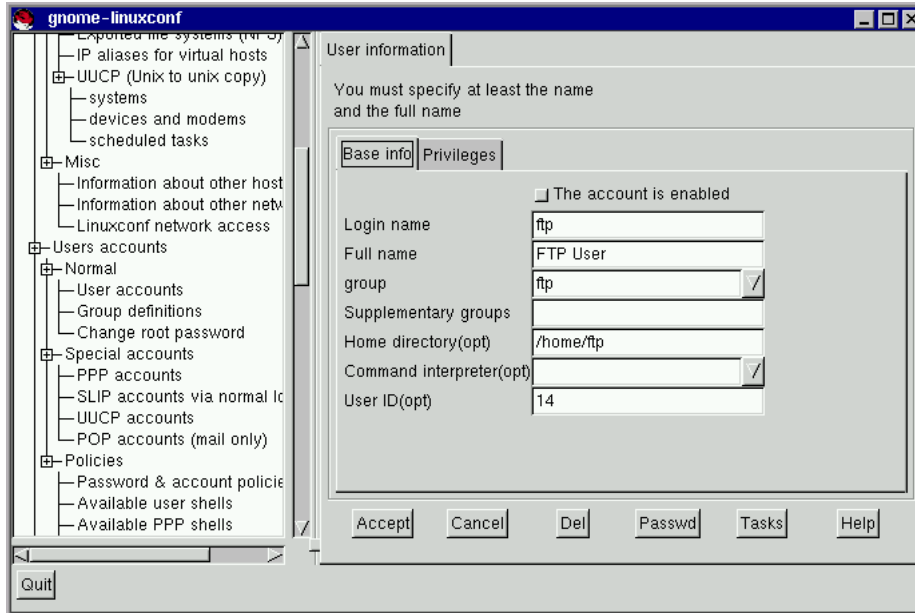 gnome-linuxconf
Exported file systems (NFS)
IP aliases for virtual hosts
UUCP (Unix to unix copy)
systems
devices and modems
scheduled tasks
Misc
Information about other host
Information about other netw
Linuxconf network access
Users accounts
Normal
User accounts
Group definitions
Change root password
Special accounts
PPP accounts
SLIP accounts via normal lo
UUCP accounts
POP accounts (mail only)
Policies
Password & account policie
Available user shells
Available PPP shells
Quit
User information
You must specify at least the name
and the full name
Base info Privileges
The account is enabled
Login name ftp
Full name FTP User
group ftp
Supplementary groups
Home directory(opt) /home/ftp
Command interpreter(opt)
User ID(opt) 14
Accept Cancel Del Passwd Tasks Help